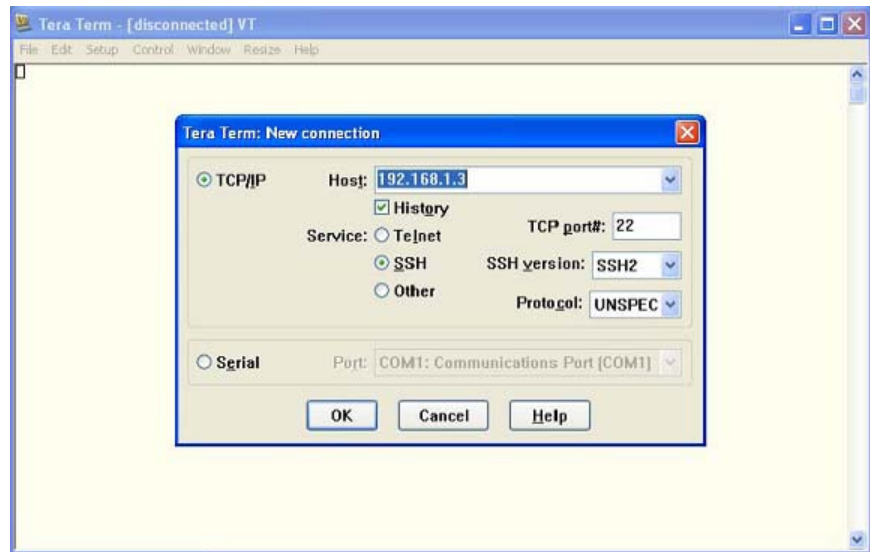 Tera Term - [disconnected] VT
File Edit Setup Control Window Resize Help
Tera Term: New connection
TCP/IP Host: 192.168.1.3
History
Service: Telnet TCP port#: 22
SSH SSH version: SSH2
Other Protocol: UNSPEC
Serial Port: COM1: Communications Port (COM1)
OK Cancel Help